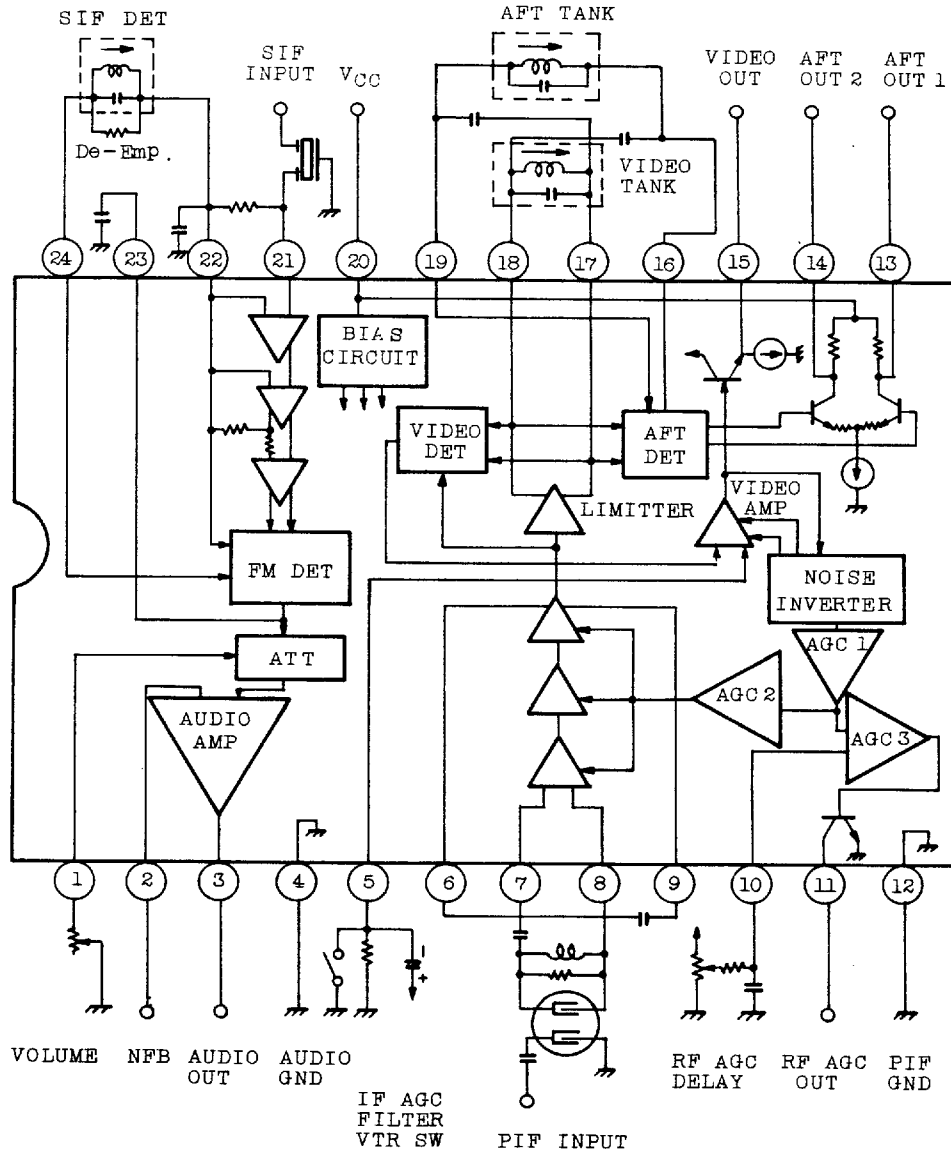 AFT TANK
SIF DET
SIF
INPUT
VCC
VIDEO
OUT
AFT
OUT 2
AFT
OUT 1
De-Emp.
VIDEO
TANK
24
23
22
21
20
19
18
17
16
15
14
13
BIAS
CIRCUIT
VIDEO
DET
AFT
DET
LIMITTER
VIDEO
AMP
FM DET
NOISE
INVERTER
ATT
AGC 1
AGC 2
AGC 3
AUDIO
AMP
1
2
3
4
5
6
7
8
9
10
11
12
-
+
VOLUME
NFB
AUDIO
OUT
AUDIO
GND
IF AGC
FILTER
VTR SW
PIF INPUT
RF AGC
DELAY
RF AGC
OUT
PIF
GND